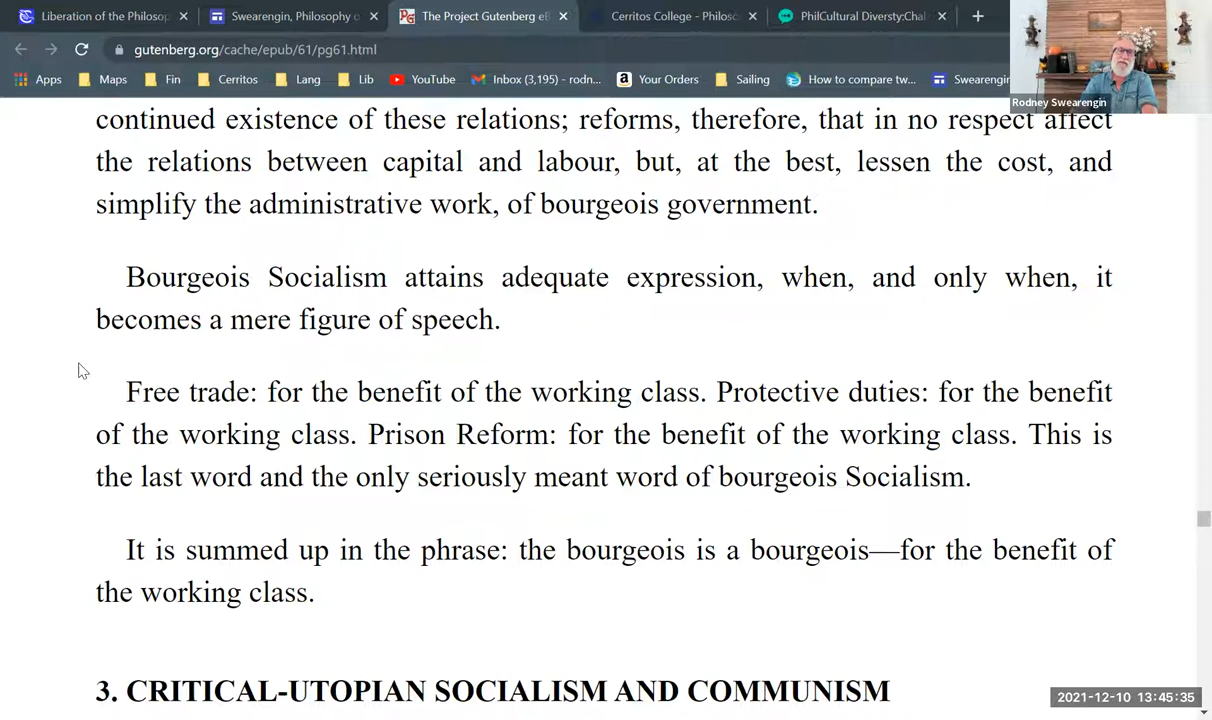 Liberation of the Philosop
Swearengin, Philosophy o
The Project Gutenberg eB
Cerritos College - Philosc
PhilCultural Diversty:Chal
gutenberg.org/cache/epub/61/pg61.html
Apps
Maps
Fin
Cerritos
Lang
Lib
YouTube
Inbox (3,195) - rodn...
Your Orders
Sailing
How to compare tw...
Swearengin
Rodney Swearengin
continued existence of these relations; reforms, therefore, that in no respect affect
the relations between capital and labour, but, at the best, lessen the cost, and
simplify the administrative work, of bourgeois government.
Bourgeois Socialism attains adequate expression, when, and only when, it
becomes a mere figure of speech.
Free trade: for the benefit of the working class. Protective duties: for the benefit
of the working class. Prison Reform: for the benefit of the working class. This is
the last word and the only seriously meant word of bourgeois Socialism.
It is summed up in the phrase: the bourgeois is a bourgeois—for the benefit of
the working class.
3. CRITICAL-UTOPIAN SOCIALISM AND COMMUNISM
2021-12-10 13:45:35